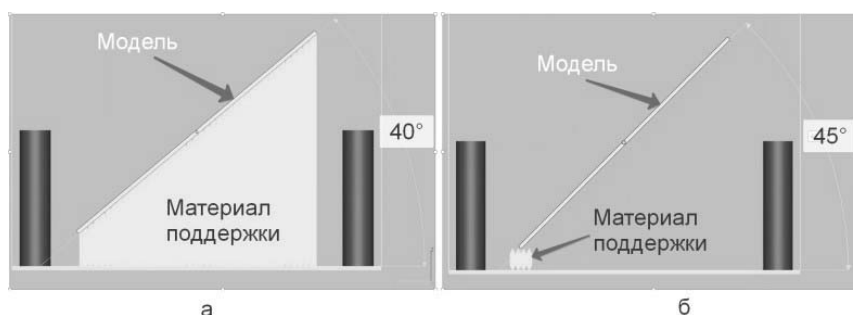 Модель
40°
Материал
поддержки
а
Модель
45°
Материал
поддержки
б